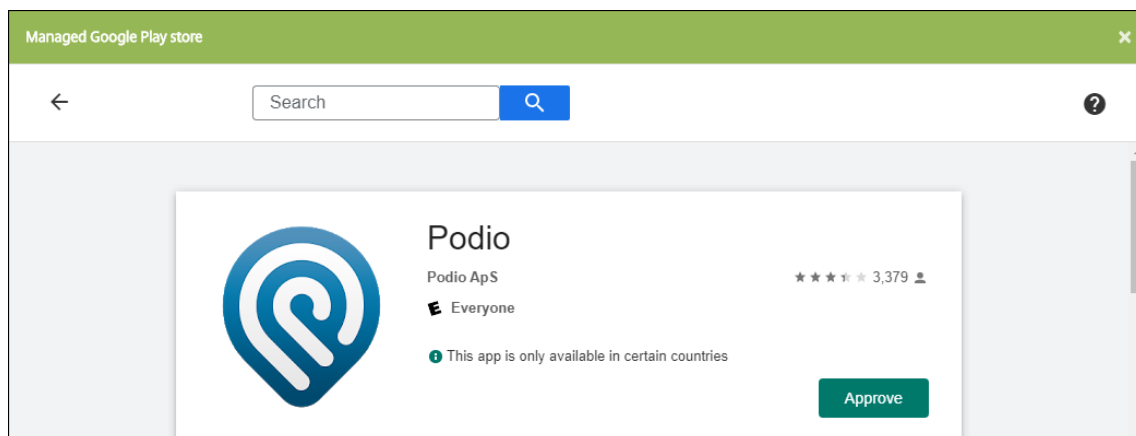 Managed Google Play store
Search
Podio
Podio ApS
3,379
E Everyone
This app is only available in certain countries
Approve